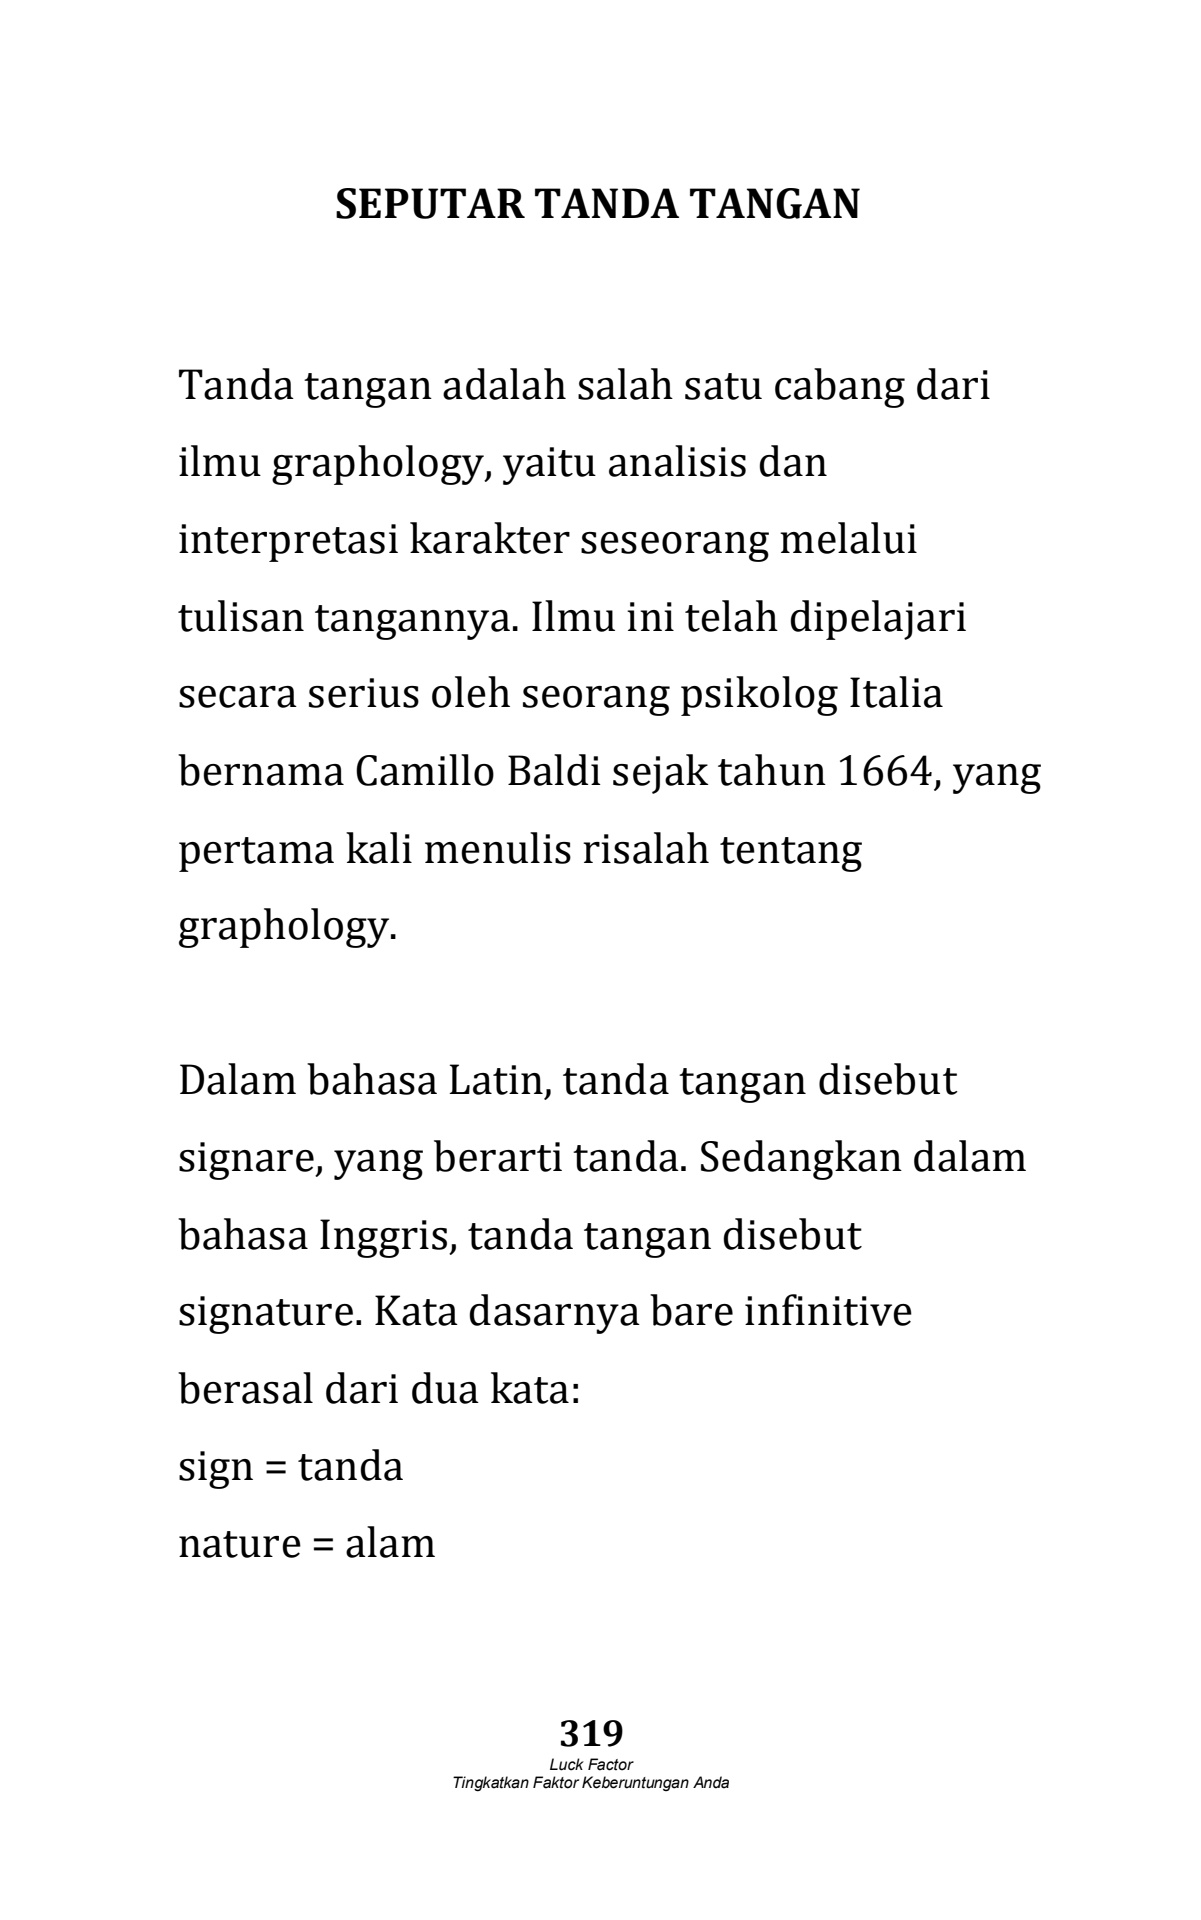 SEPUTAR TANDA TANGAN
Tanda tangan adalah salah satu cabang dari
ilmu graphology, yaitu analisis dan
interpretasi karakter seseorang melalui
tulisan tangannya. Ilmu ini telah dipelajari
secara serius oleh seorang psikolog Italia
bernama Camillo Baldi sejak tahun 1664, yang
pertama kali menulis risalah tentang
graphology.
Dalam bahasa Latin, tanda tangan disebut
signare, yang berarti tanda. Sedangkan dalam
bahasa Inggris, tanda tangan disebut
signature. Kata dasarnya bare infinitive
berasal dari dua kata:
sign = tanda
nature = alam
319
Luck Factor
Tingkatkan Faktor Keberuntungan Anda